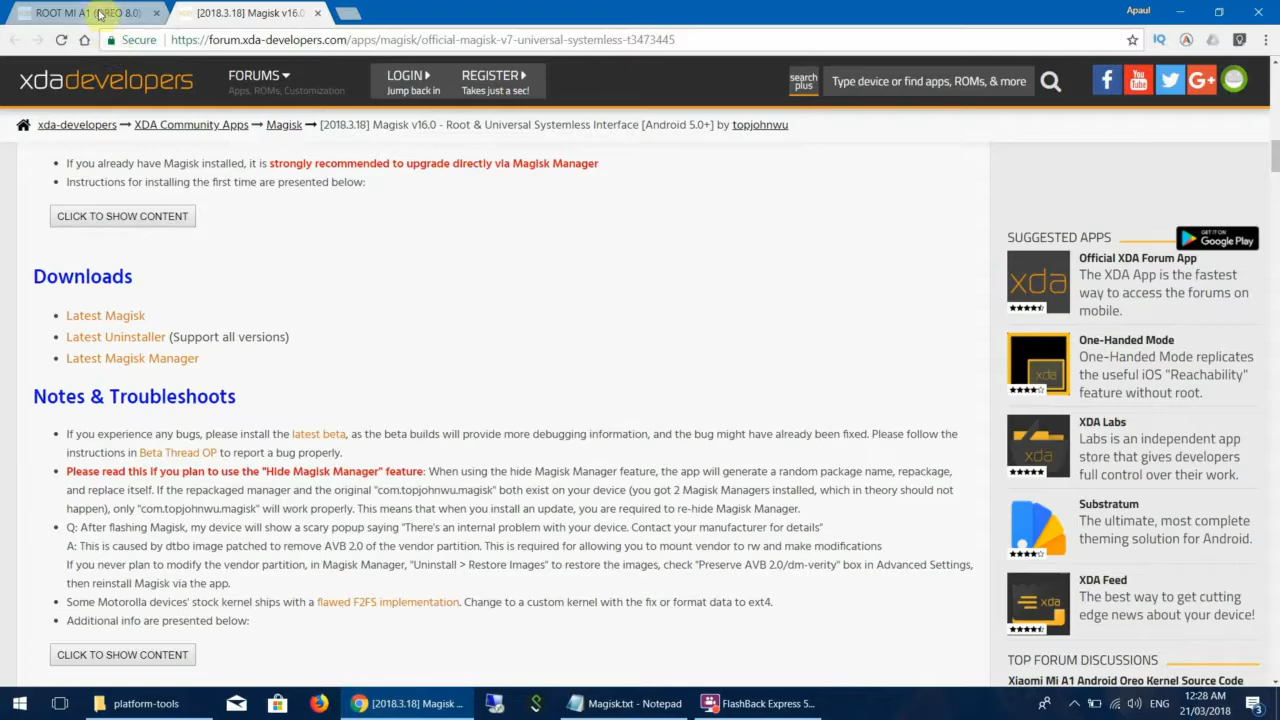 ROOT MI A1 (OREO 8.0)
[2018.3.18] Magisk v16.0
Apaul
Secure
https://forum.xda-developers.com/apps/magisk/official-magisk-v7-universal-systemless-t3473445
xdadevelopers
FORUMS
Apps, ROMs, Customization
LOGIN
Jump back in
REGISTER
Takes just a sec!
search plus
Type device or find apps, ROMs, & more
xda-developers XDA Community Apps Magisk [2018.3.18] Magisk v16.0 - Root & Universal Systemless Interface [Android 5.0+] by topjohnwu
If you already have Magisk installed, it is strongly recommended to upgrade directly via Magisk Manager
Instructions for installing the first time are presented below:
CLICK TO SHOW CONTENT
Downloads
Latest Magisk
Latest Uninstaller (Support all versions)
Latest Magisk Manager
Notes & Troubleshoots
If you experience any bugs, please install the latest beta, as the beta builds will provide more debugging information, and the bug might have already been fixed. Please follow the
instructions in Beta Thread OP to report a bug properly.
Please read this if you plan to use the "Hide Magisk Manager" feature: When using the hide Magisk Manager feature, the app will generate a random package name, repackage,
and replace itself. If the repackaged manager and the original "com.topjohnwu.magisk" both exist on your device (you got 2 Magisk Managers installed, which in theory should not
happen), only "com.topjohnwu.magisk" will work properly. This means that when you install an update, you are required to re-hide Magisk Manager.
Q: After flashing Magisk, my device will show a scary popup saying "There's an internal problem with your device. Contact your manufacturer for details"
A: This is caused by dtbo image patched to remove AVB 2.0 of the vendor partition. This is required for allowing you to mount vendor to rw and make modifications
If you never plan to modify the vendor partition, in Magisk Manager, "Uninstall > Restore Images" to restore the images, check "Preserve AVB 2.0/dm-verity" box in Advanced Settings,
then reinstall Magisk via the app.
Some Motorolla devices' stock kernel ships with a flawed F2FS implementation. Change to a custom kernel with the fix or format data to ext4.
Additional info are presented below:
CLICK TO SHOW CONTENT
SUGGESTED APPS
GET IT ON
Google Play
Official XDA Forum App
The XDA App is the fastest
way to access the forums on
mobile.
One-Handed Mode
One-Handed Mode replicates
the useful iOS "Reachability"
feature without root.
XDA Labs
Labs is an independent app
store that gives developers
full control over their work.
Substratum
The ultimate, most complete
theming solution for Android.
XDA Feed
The best way to get cutting
edge news about your device!
TOP FORUM DISCUSSIONS
Xiaomi Mi A1 Android Oreo Kernel Source Code
platform-tools
[2018.3.18] Magisk ...
Magisk.txt - Notepad
FlashBack Express 5...
ENG
12:28 AM
21/03/2018
3